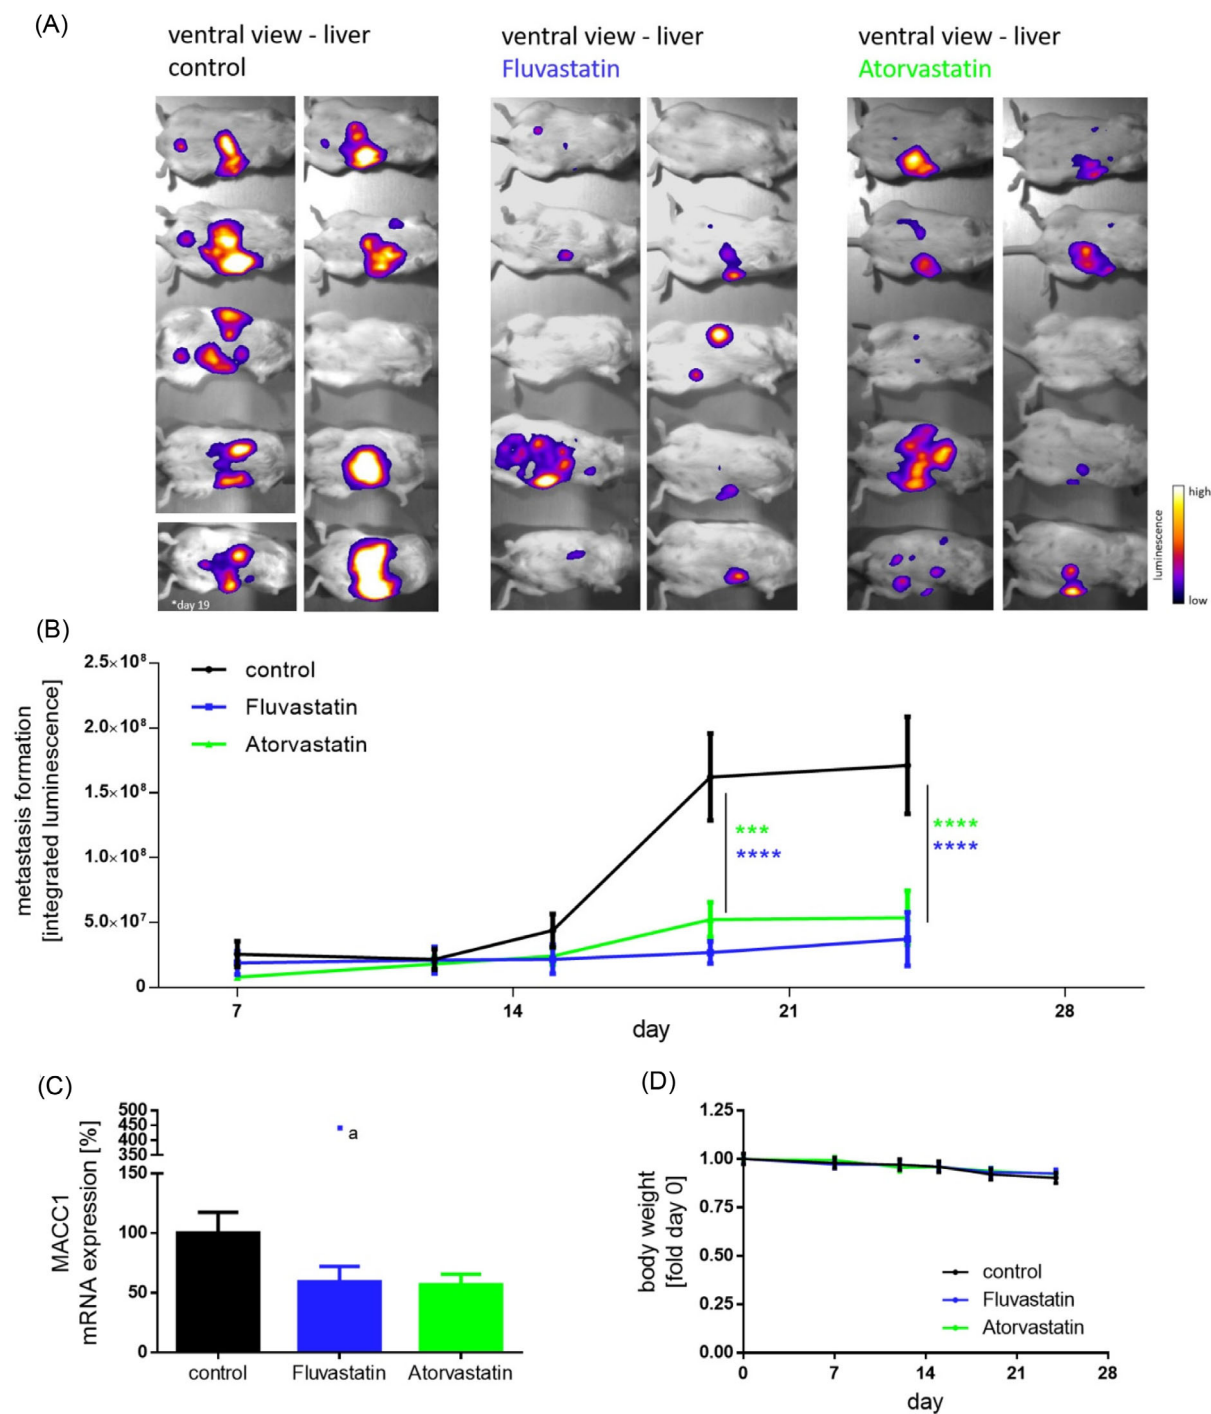 (A)
ventral view - liver
control
ventral view - liver
Fluvastatin
ventral view - liver
Atorvastatin
*day 19
luminescence
high
low
(B)
metastasis formation
[integrated luminescence]
2.5×10⁸
2.0×10⁸
1.5×10⁸
1.0×10⁸
5.0×10⁷
0
control
Fluvastatin
Atorvastatin
***
****
****
****
7 14 21 28
day
(C)
MACC1
mRNA expression [%]
500
450
400
350
150
100
50
0
a
control Fluvastatin Atorvastatin
(D)
body weight
[fold day 0]
1.25
1.00
0.75
0.50
0.25
0.00
control
Fluvastatin
Atorvastatin
0 7 14 21 28
day